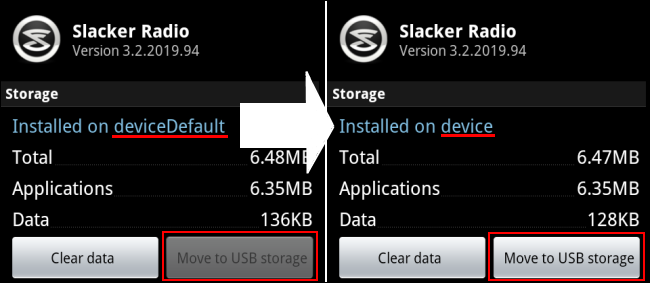 Slacker Radio
Version 3.2.2019.94
Storage
Installed on deviceDefault
Total 6.48MB
Applications 6.35MB
Data 136KB
Clear data Move to USB storage
Slacker Radio
Version 3.2.2019.94
Storage
Installed on device
Total 6.47MB
Applications 6.35MB
Data 128KB
Clear data Move to USB storage